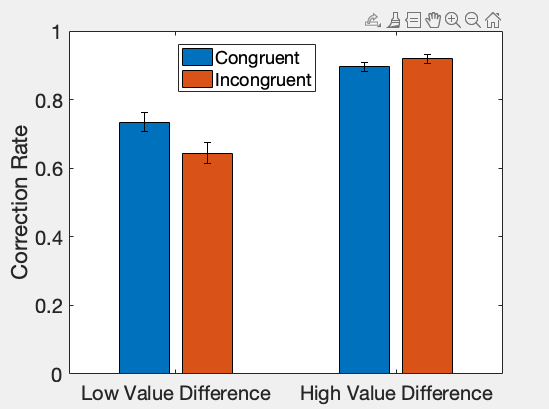 Congruent
Incongruent
Correction Rate
1
0.8
0.6
0.4
0.2
0
Low Value Difference
High Value Difference